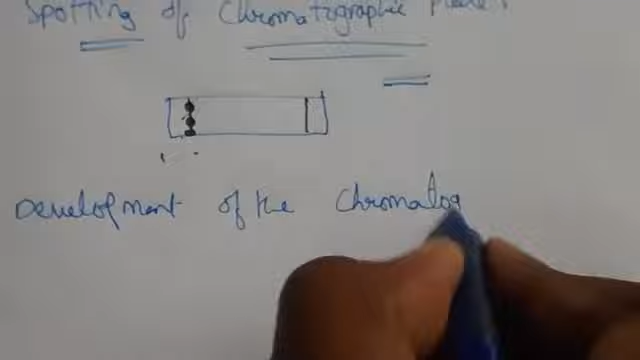 Spotting of Chromatographic Plate:
Development of the Chromatog